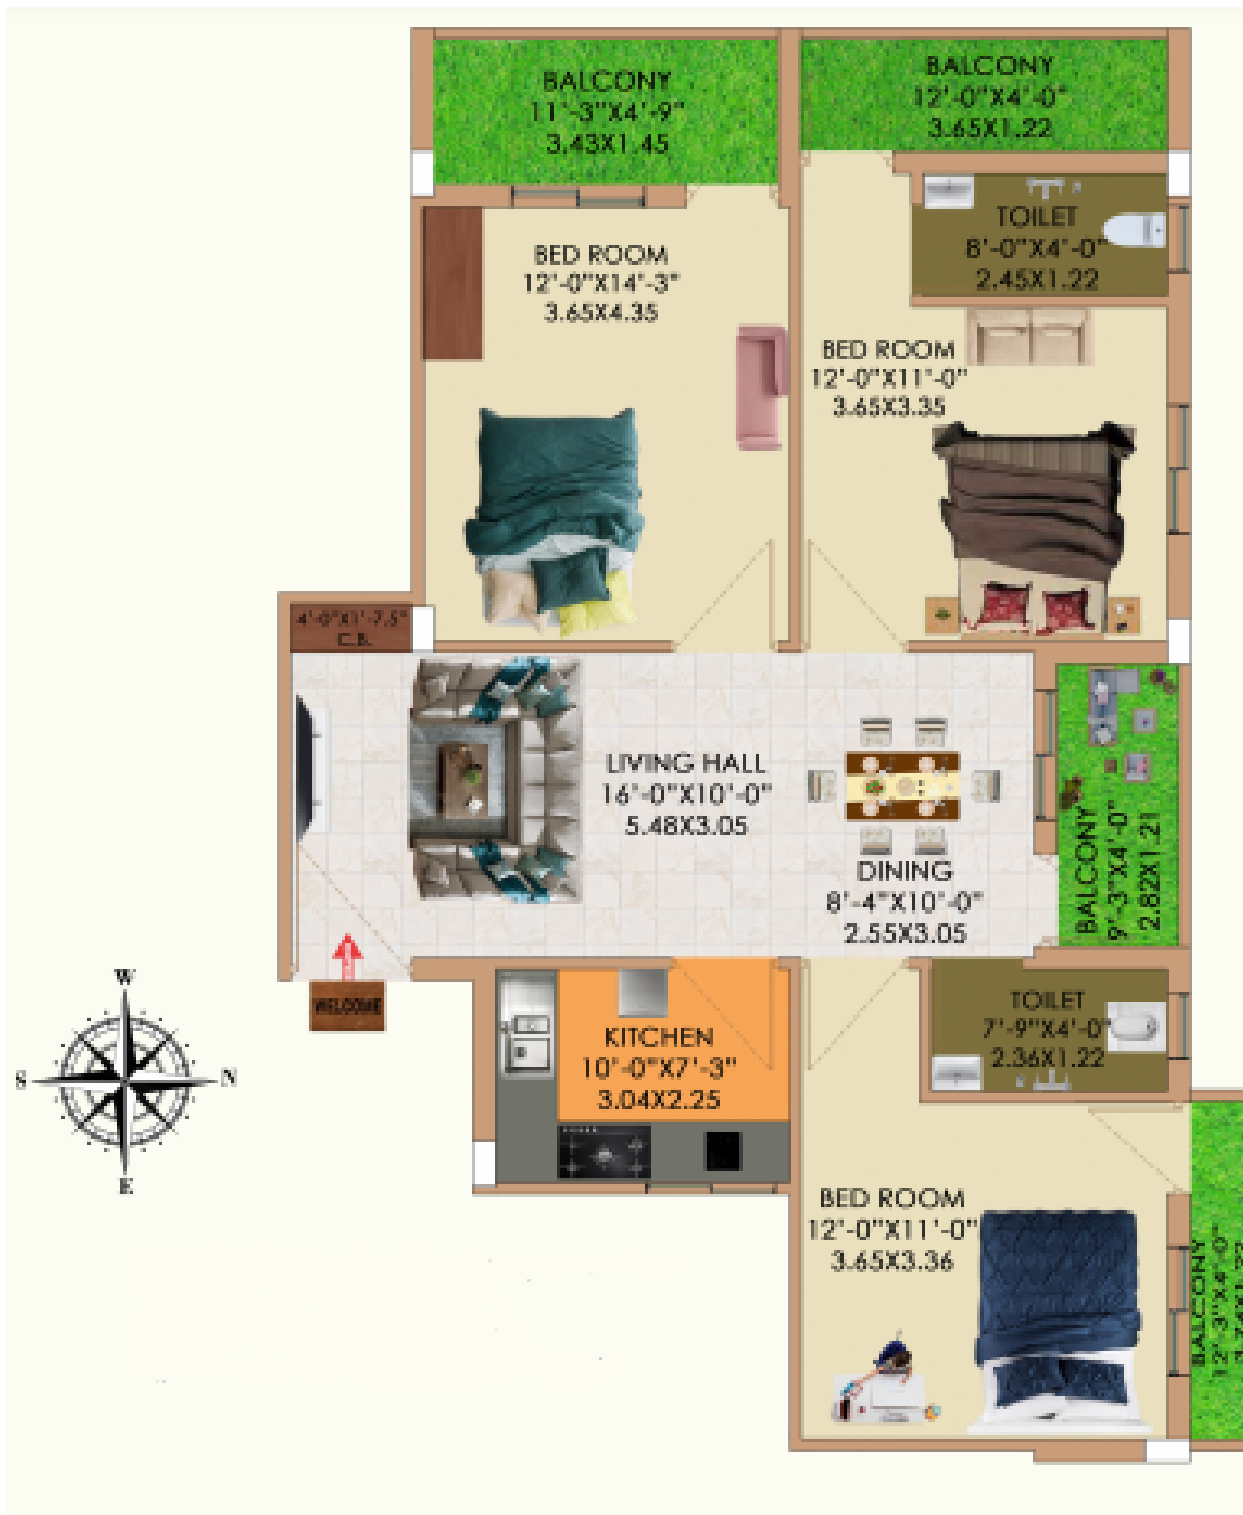 BALCONY
11'-3"X4'-9"
3.43X1.45
BALCONY
12'-0"X4'-0"
3.65X1.22
TOILET
8'-0"X4'-0"
2.45X1.22
BED ROOM
12'-0"X14'-3"
3.65X4.35
BED ROOM
12'-0"X11'-0"
3.65X3.35
4'-0"X1'-7.5"
C.B.
LIVING HALL
16'-0"X10'-0"
5.48X3.05
DINING
8'-4"X10'-0"
2.55X3.05
BALCONY
9'-3"X4'-0"
2.82X1.21
WELCOME
W
S
N
E
KITCHEN
10'-0"X7'-3"
3.04X2.25
TOILET
7'-9"X4'-0"
2.36X1.22
BED ROOM
12'-0"X11'-0"
3.65X3.36
BALCONY
12'-3"X4'-0"